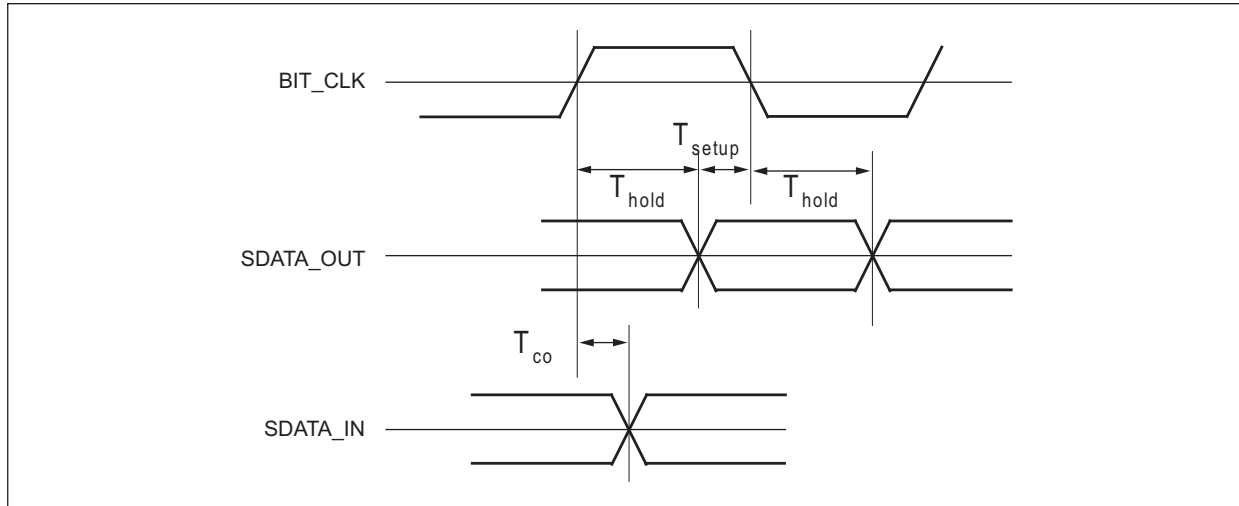 BIT_CLK
T setup
T hold
T hold
SDATA_OUT
T co
SDATA_IN